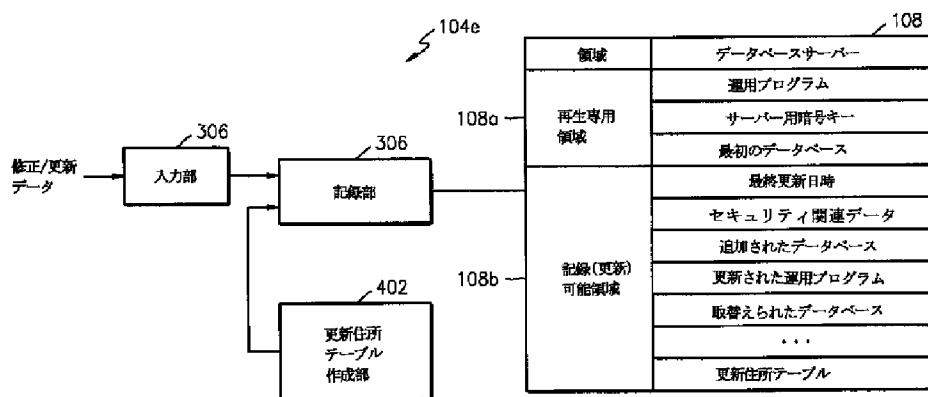 104e
108
領域 データベースサーバー
108a
再生専用
領域
運用プログラム
サーバー用暗号キー
最初のデータベース
修正/更新
データ
306
入力部
306
記録部
402
更新住所
テーブル
作成部
108b
記録(更新)
可能領域
最終更新日時
セキュリティ関連データ
追加されたデータベース
更新された運用プログラム
取替えられたデータベース
...
更新住所テーブル